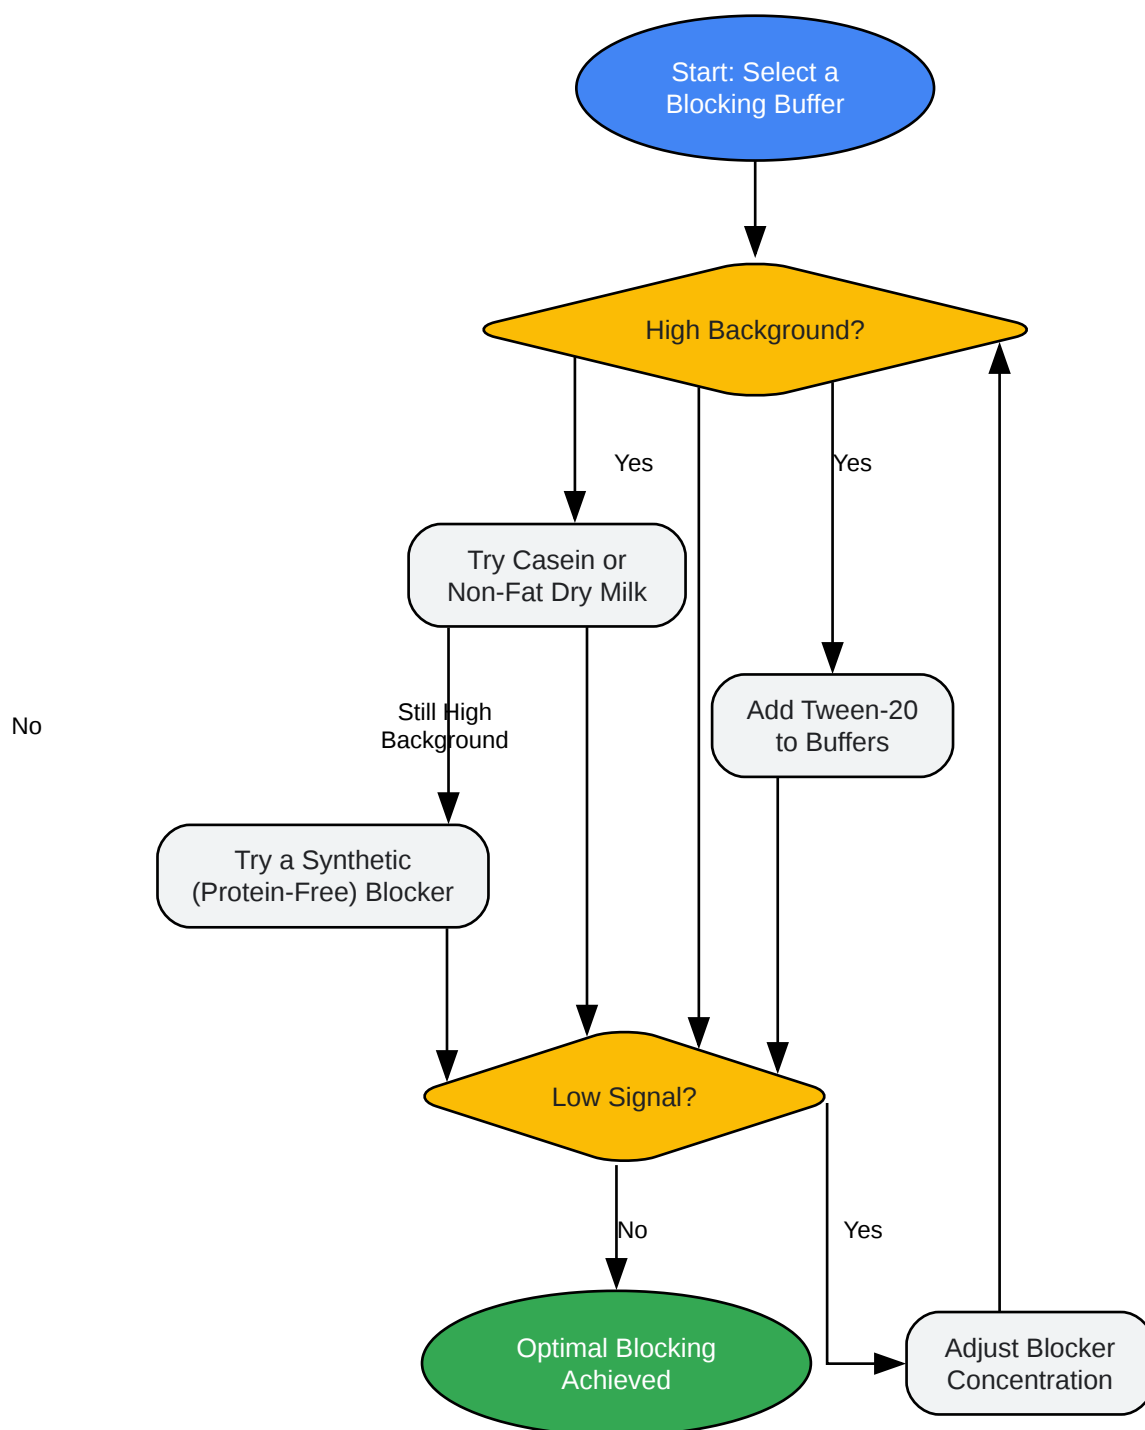 Start: Select a
Blocking Buffer
High Background?
Yes
Yes
Try Casein or
Non-Fat Dry Milk
Still High
Background
No
Add Tween-20
to Buffers
Try a Synthetic
(Protein-Free) Blocker
Low Signal?
No
Yes
Optimal Blocking
Achieved
Adjust Blocker
Concentration